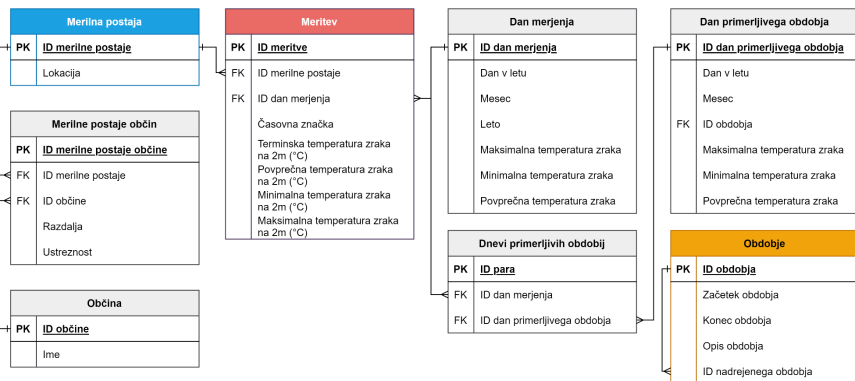 Merilna postaja
PK ID merilne postaje
Lokacija
Merilne postaje občin
PK ID merilne postaje občine
FK ID merilne postaje
FK ID občine
Razdalja
Ustreznost
Občina
PK ID občine
Ime
Meritev
PK ID meritve
FK ID merilne postaje
FK ID dan merjenja
Časovna značka
Terminska temperatura zraka
na 2m (°C)
Povprečna temperatura zraka
na 2m (°C)
Minimalna temperatura zraka
na 2m (°C)
Maksimalna temperatura zraka
na 2m (°C)
Dan merjenja
PK ID dan merjenja
Dan v letu
Mesec
Leto
Maksimalna temperatura zraka
Minimalna temperatura zraka
Povprečna temperatura zraka
Dnevi primerljivih obdobij
PK ID para
FK ID dan merjenja
FK ID dan primerljivega obdobja
Dan primerljivega obdobja
PK ID dan primerljivega obdobja
Dan v letu
Mesec
FK ID obdobja
Maksimalna temperatura zraka
Minimalna temperatura zraka
Povprečna temperatura zraka
Obdobje
PK ID obdobja
Začetek obdobja
Konec obdobja
Opis obdobja
ID nadrejenega obdobja